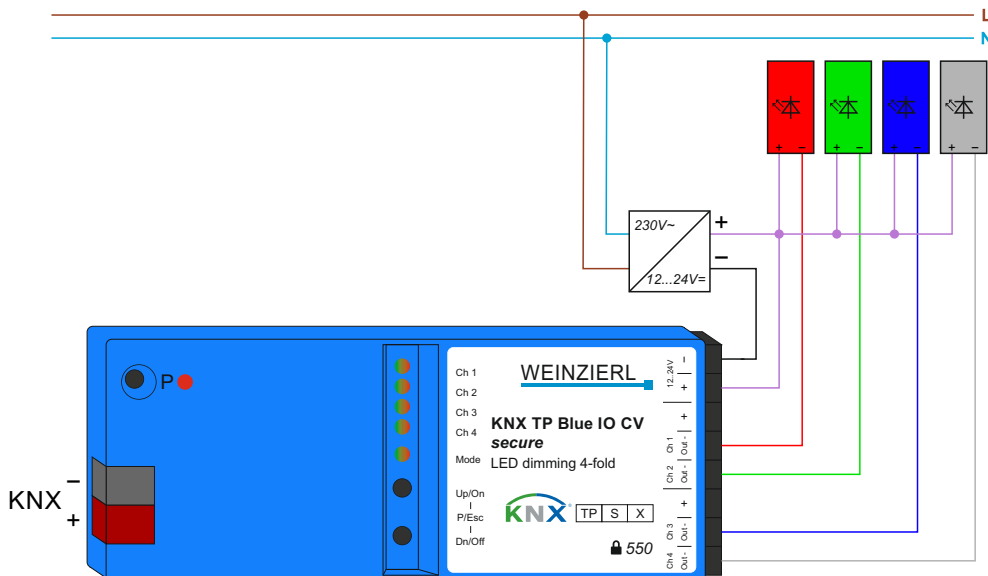 L
N
+ − + − + − + −
230V~
+
−
12...24V=
P
KNX
−
+
Ch 1
Ch 2
Ch 3
Ch 4
Mode
Up/On
P/Esc
Dn/Off
WEINZIERL
KNX TP Blue IO CV
secure
LED dimming 4-fold
KNX®
TP S X
550
12..24V
−
+
+
Ch 1 Out -
Ch 2 Out -
+
Ch 3 Out -
Ch 4 Out -